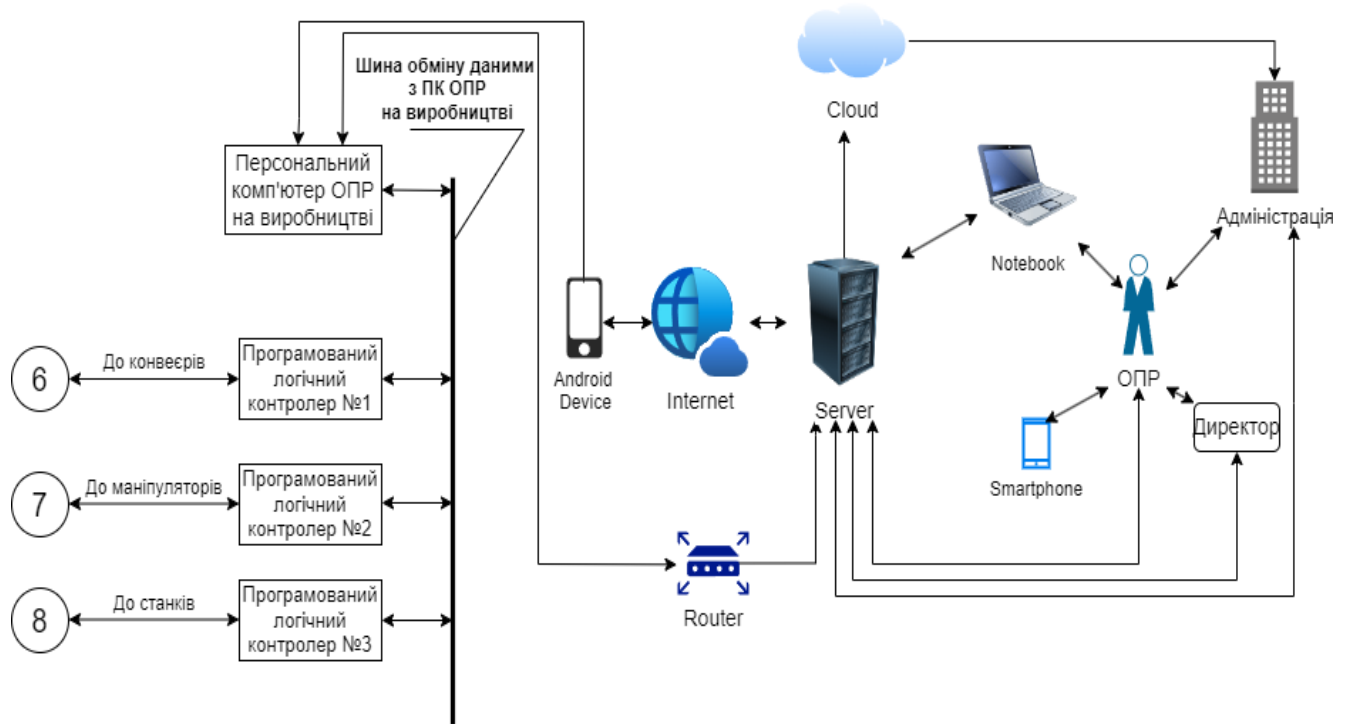 Шина обміну даними
з ПК ОПР
на виробництві
Cloud
Персональний
комп'ютер ОПР
на виробництві
Адміністрація
Notebook
До конвеєрів
6
Програмований
логічний
контролер №1
Android
Device
Internet
Server
ОПР
Директор
Smartphone
До маніпуляторів
7
Програмований
логічний
контролер №2
До станків
8
Програмований
логічний
контролер №3
Router